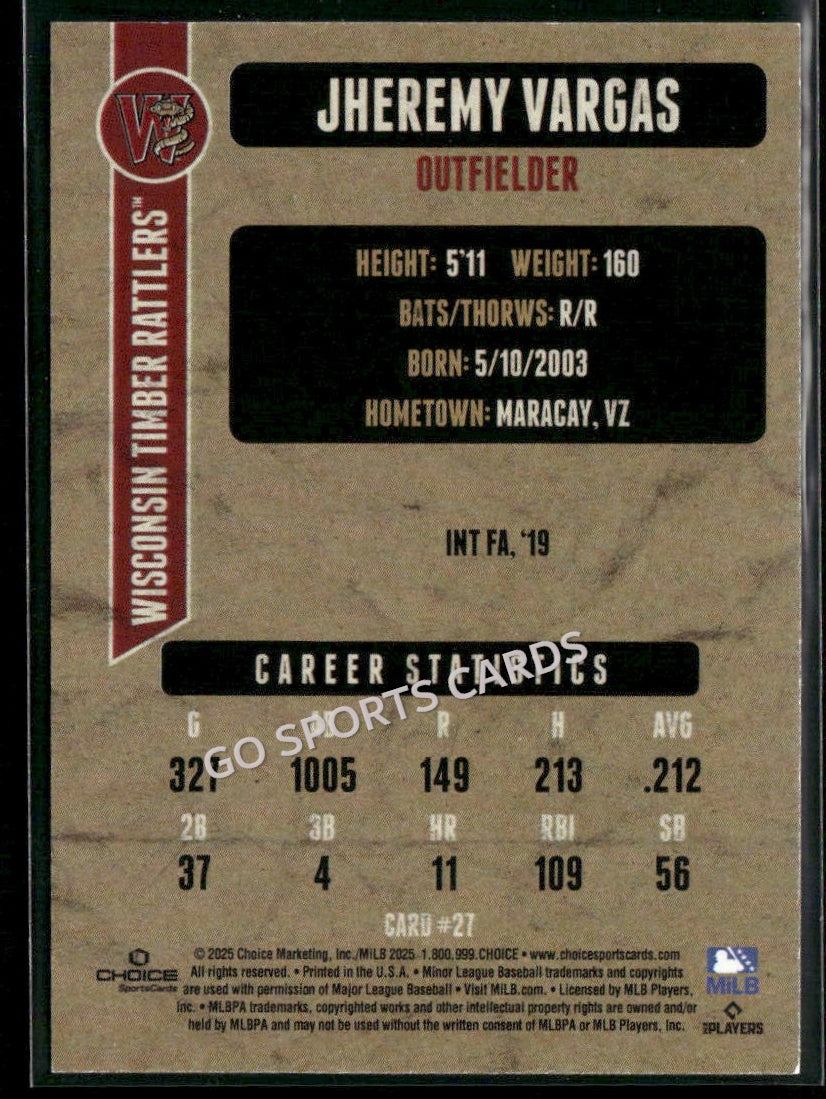 JHEREMY VARGAS
OUTFIELDER
HEIGHT: 5'11 WEIGHT: 160
BATS/THORWS: R/R
BORN: 5/10/2003
HOMETOWN: MARACAY, VZ
WISCONSIN TIMBER RATTLERS™
W
INT FA, '19
CAREER STATISTICS
GO SPORTS CARDS
G AB R H AVG
327 1005 149 213 .212
2B 3B HR RBI SB
37 4 11 109 56
CARD #27
© 2025 Choice Marketing, Inc./MiLB 2025 1.800.999.CHOICE • www.choicesportscards.com
All rights reserved. • Printed in the U.S.A. • Minor League Baseball trademarks and copyrights
are used with permission of Major League Baseball • Visit MiLB.com. • Licensed by MLB Players,
Inc. • MLBPA trademarks, copyrighted works and other intellectual property rights are owned and/or
held by MLBPA and may not be used without the written consent of MLBPA or MLB Players, Inc.
CHOICE
SportsCards
MiLB
MLB PLAYERS